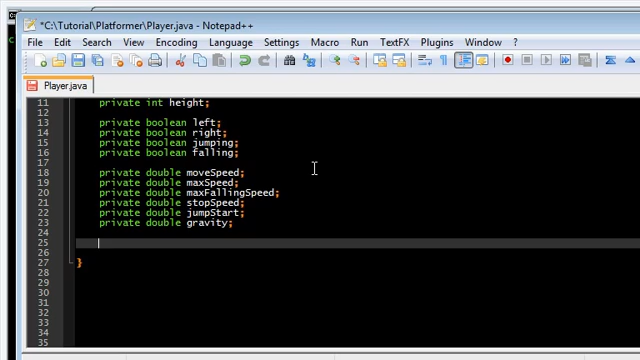 *C:\Tutorial\Platformer\Player.java - Notepad++
File Edit Search View Encoding Language Settings Macro Run TextFX Plugins Window ?
Player.java
11 private int height;
12
13 private boolean left;
14 private boolean right;
15 private boolean jumping;
16 private boolean falling;
17
18 private double moveSpeed;
19 private double maxSpeed;
20 private double maxFallingSpeed;
21 private double stopSpeed;
22 private double jumpStart;
23 private double gravity;
24
25
26
27 }
28
29
30
31
32
33
34
35